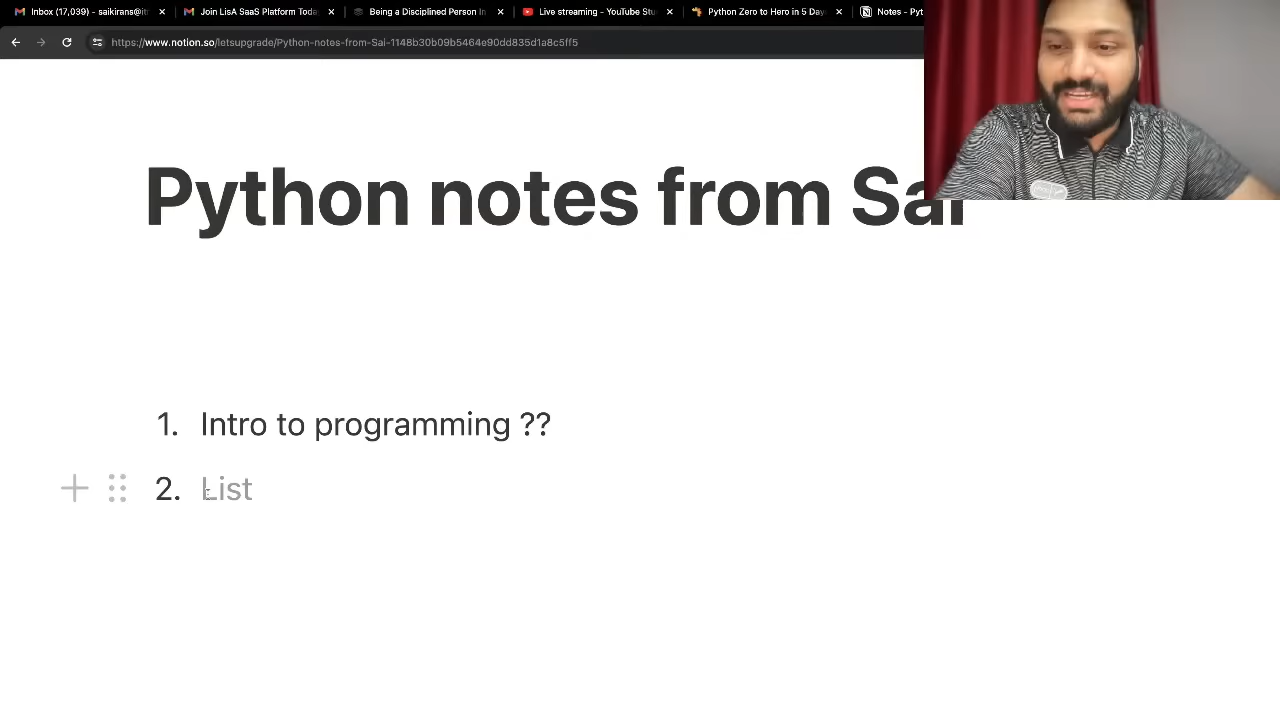 Inbox (17,039) - saikirans@it
Join LisA SaaS Platform Toda
Being a Disciplined Person In
Live streaming - YouTube Stu
Python Zero to Hero in 5 Day
Notes - Pyt
https://www.notion.so/letsupgrade/Python-notes-from-Sai-1148b30b09b5464e90dd835d1a8c5ff5
Python notes from Sai
1. Intro to programming ??
2. List